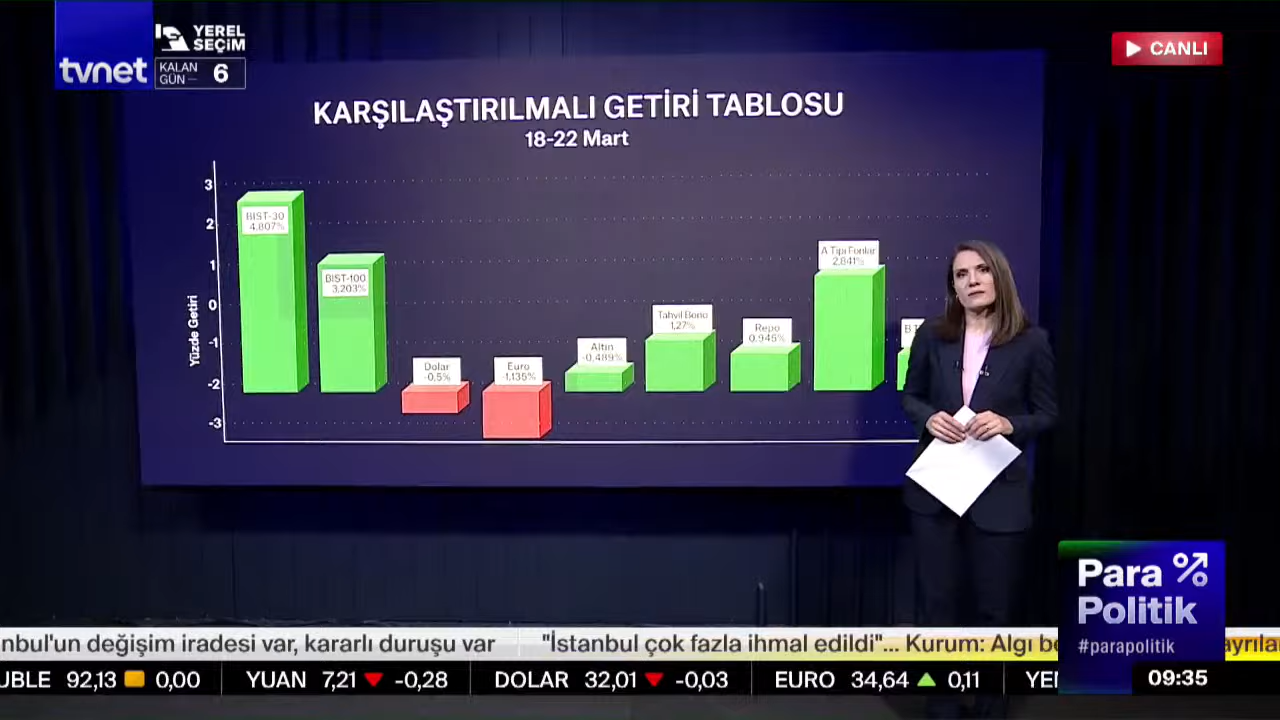 tvnet
YEREL
SEÇİM
KALAN
GÜN
6
CANLI
KARŞILAŞTIRILMALI GETİRİ TABLOSU
18-22 Mart
Yüzde Getiri
3
2
1
0
-1
-2
-3
BIST-30
4,807%
BIST-100
3,203%
Dolar
-0,5%
Euro
-1,135%
Altın
-0,489%
Tahvil Bono
1,27%
Repo
0.945%
A Tipi Fonlar
2,841%
B T
Para %
Politik
#parapolitik
nbul'un değişim iradesi var, kararlı duruşu var "İstanbul çok fazla ihmal edildi"... Kurum: Algı be ayrılar
UBLE 92,13 0,00 YUAN 7,21 -0,28 DOLAR 32,01 -0,03 EURO 34,64 0,11 YEN
09:35